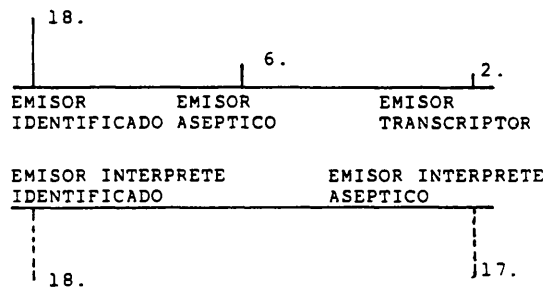 18.
6.
2.
EMISOR EMISOR EMISOR
IDENTIFICADO ASEPTICO TRANSCRIPTOR
EMISOR INTERPRETE EMISOR INTERPRETE
IDENTIFICADO ASEPTICO
18. 17.